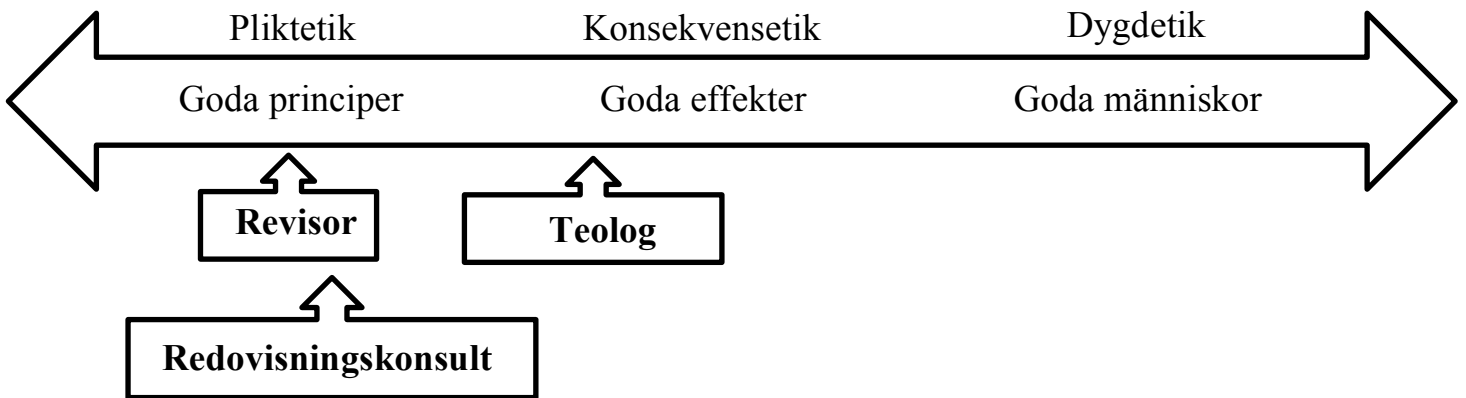 Pliktetik Konsekvensetik Dygdetik
Goda principer Goda effekter Goda människor
Revisor Teolog
Redovisningskonsult